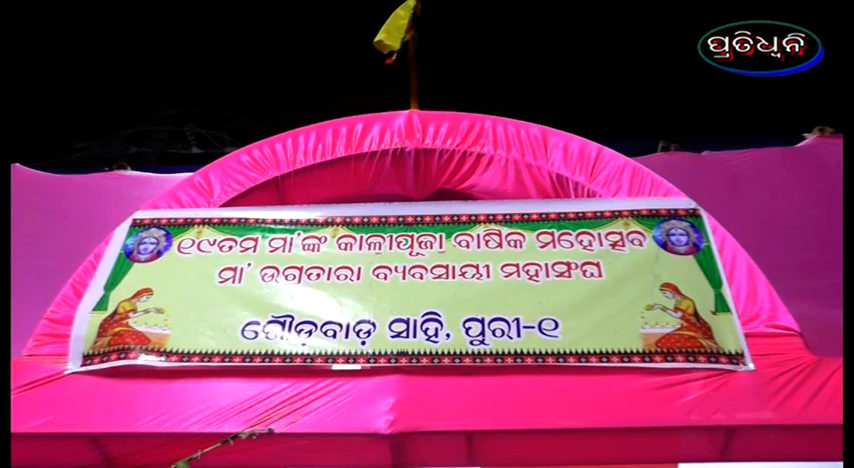 ପ୍ରତିଧ୍ୱନି
୧୯ତମ ମା'ଙ୍କ କାଳୀପୂଜା ବାର୍ଷିକ ମହୋତ୍ସବ
ମା' ଉଗ୍ରତାରା ବ୍ୟବସାୟୀ ମହାସଂଘ
ଗୌଡ଼ବାଡ଼ ସାହି, ପୁରୀ-୧